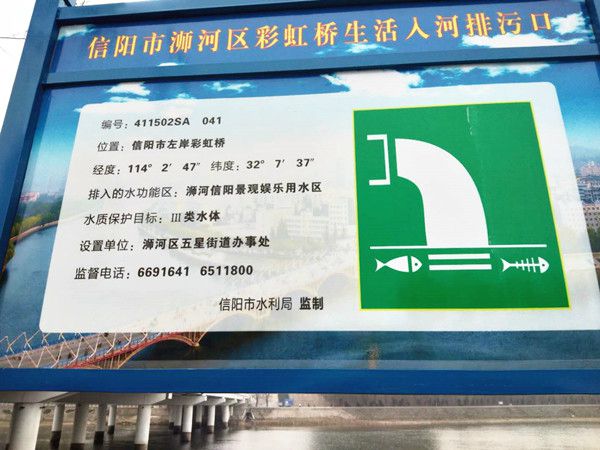 信阳市浉河区彩虹桥生活入河排污口
编号：411502SA 041
位置：信阳市左岸彩虹桥
经度：114° 2′ 47″ 纬度：32° 7′ 37″
排入的水功能区：浉河信阳景观娱乐用水区
水质保护目标：III类水体
设置单位：浉河区五星街道办事处
监督电话：6691641 6511800
信阳市水利局 监制